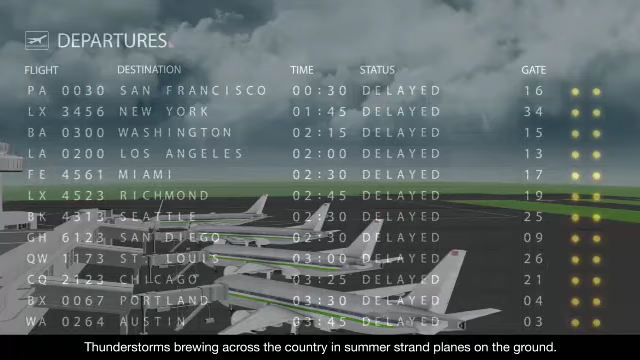 DEPARTURES
FLIGHT DESTINATION TIME STATUS GATE
PA 0030 SAN FRANCISCO 00:30 DELAYED 16
LX 3456 NEW YORK 01:45 DELAYED 34
BA 0300 WASHINGTON 02:15 DELAYED 15
LA 0200 LOS ANGELES 02:00 DELAYED 13
FE 4561 MIAMI 02:30 DELAYED 17
LX 4523 RICHMOND 02:45 DELAYED 19
BK 4313 SEATTLE 02:30 DELAYED 25
GH 6123 SAN DIEGO 02:30 DELAYED 09
QW 1173 ST. LOUIS 03:00 DELAYED 26
CO 2123 CHICAGO 03:25 DELAYED 21
BX 0067 PORTLAND 03:30 DELAYED 04
WA 0264 AUSTIN 03:45 DELAYED 03
Thunderstorms brewing across the country in summer strand planes on the ground.